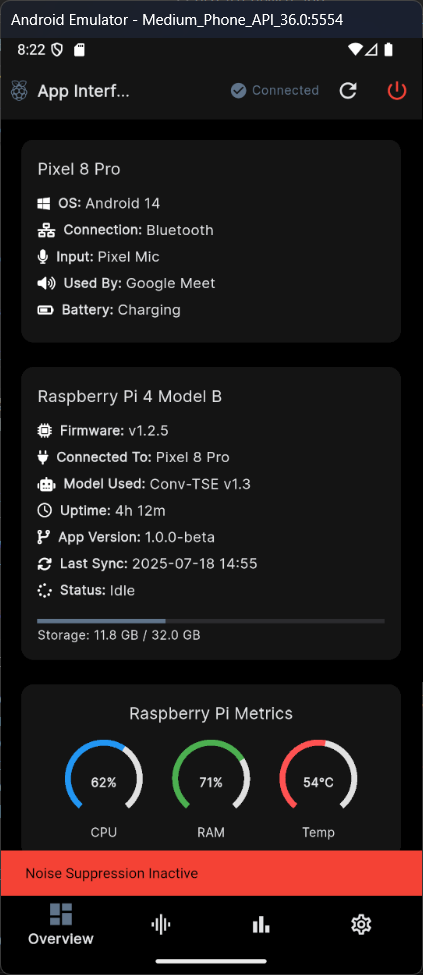 Android Emulator - Medium_Phone_API_36.0:5554
8:22
App Interf...
Connected
Pixel 8 Pro
OS: Android 14
Connection: Bluetooth
Input: Pixel Mic
Used By: Google Meet
Battery: Charging
Raspberry Pi 4 Model B
Firmware: v1.2.5
Connected To: Pixel 8 Pro
Model Used: Conv-TSE v1.3
Uptime: 4h 12m
App Version: 1.0.0-beta
Last Sync: 2025-07-18 14:55
Status: Idle
Storage: 11.8 GB / 32.0 GB
Raspberry Pi Metrics
62% 71% 54°C
CPU RAM Temp
Noise Suppression Inactive
Overview